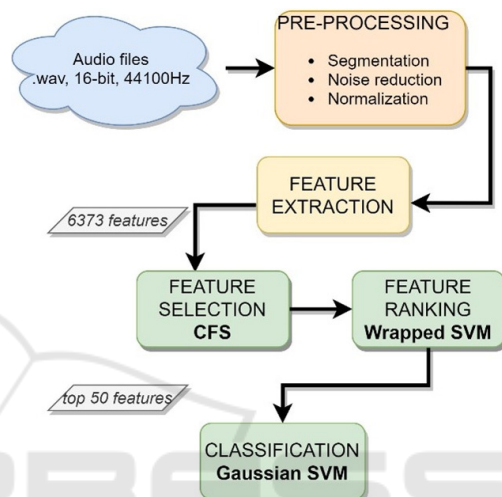 Audio files
.wav, 16-bit, 44100Hz
PRE-PROCESSING
• Segmentation
• Noise reduction
• Normalization
FEATURE
EXTRACTION
6373 features
FEATURE
SELECTION
CFS
FEATURE
RANKING
Wrapped SVM
top 50 features
CLASSIFICATION
Gaussian SVM